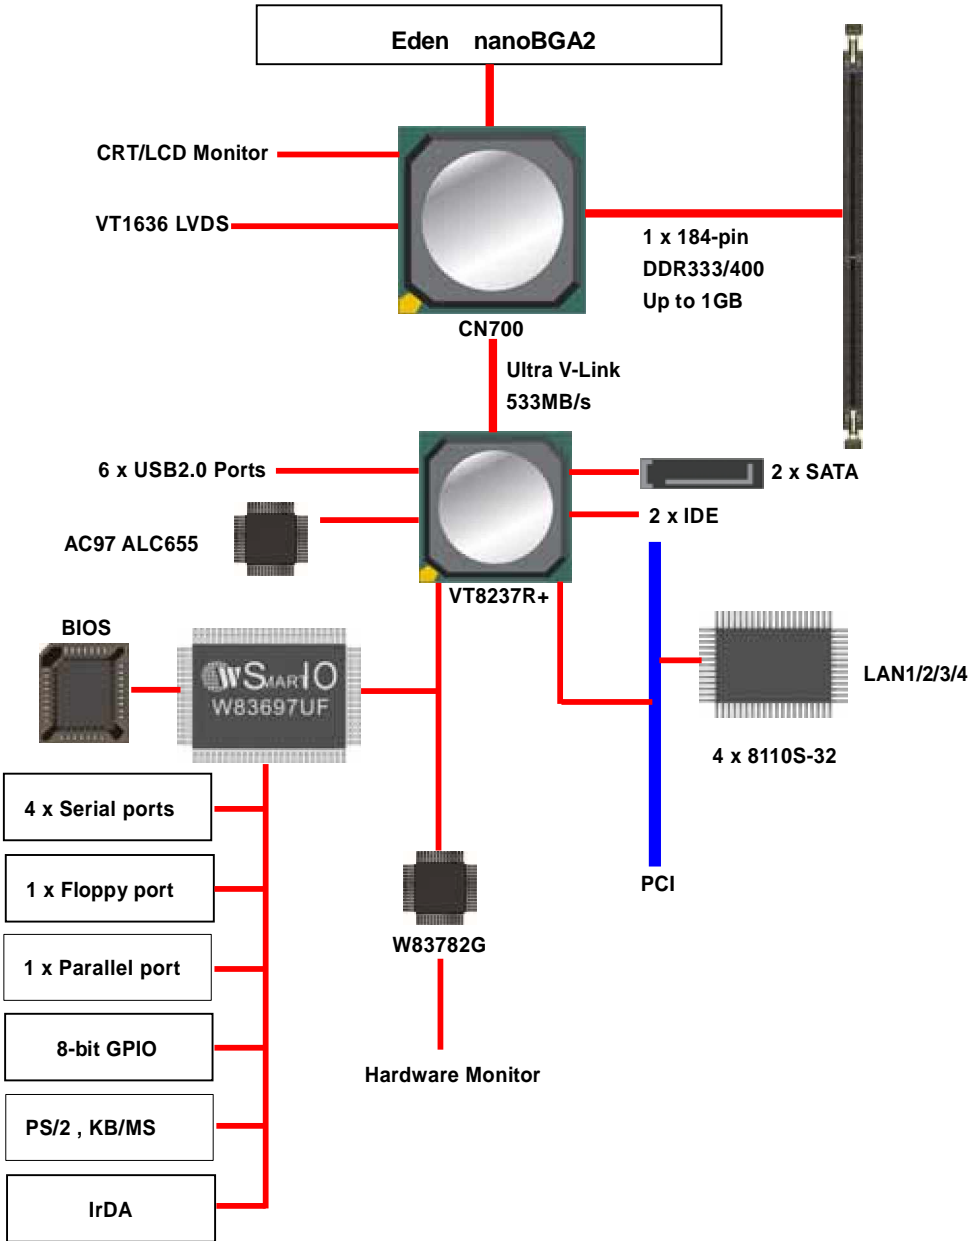 Eden nanoBGA2
CRT/LCD Monitor
VT1636 LVDS
1 x 184-pin
DDR333/400
Up to 1GB
CN700
Ultra V-Link
533MB/s
6 x USB2.0 Ports
2 x SATA
2 x IDE
AC97 ALC655
VT8237R+
BIOS
WSMARTIO
W83697UF
LAN1/2/3/4
4 x 8110S-32
4 x Serial ports
1 x Floppy port
PCI
W83782G
1 x Parallel port
8-bit GPIO
Hardware Monitor
PS/2 , KB/MS
IrDA